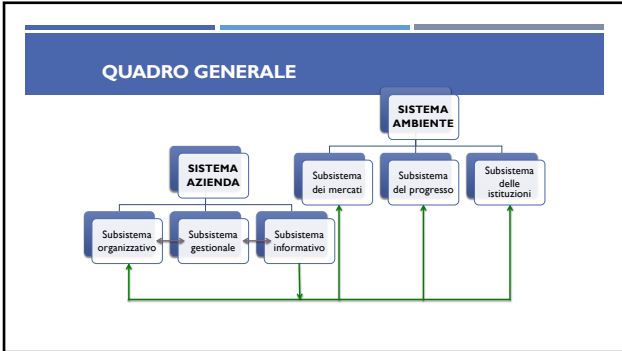 QUADRO GENERALE
SISTEMA
AMBIENTE
SISTEMA
AZIENDA
Subsistema
dei mercati
Subsistema
del progresso
Subsistema
delle
istituzioni
Subsistema
organizzativo
Subsistema
gestionale
Subsistema
informativo